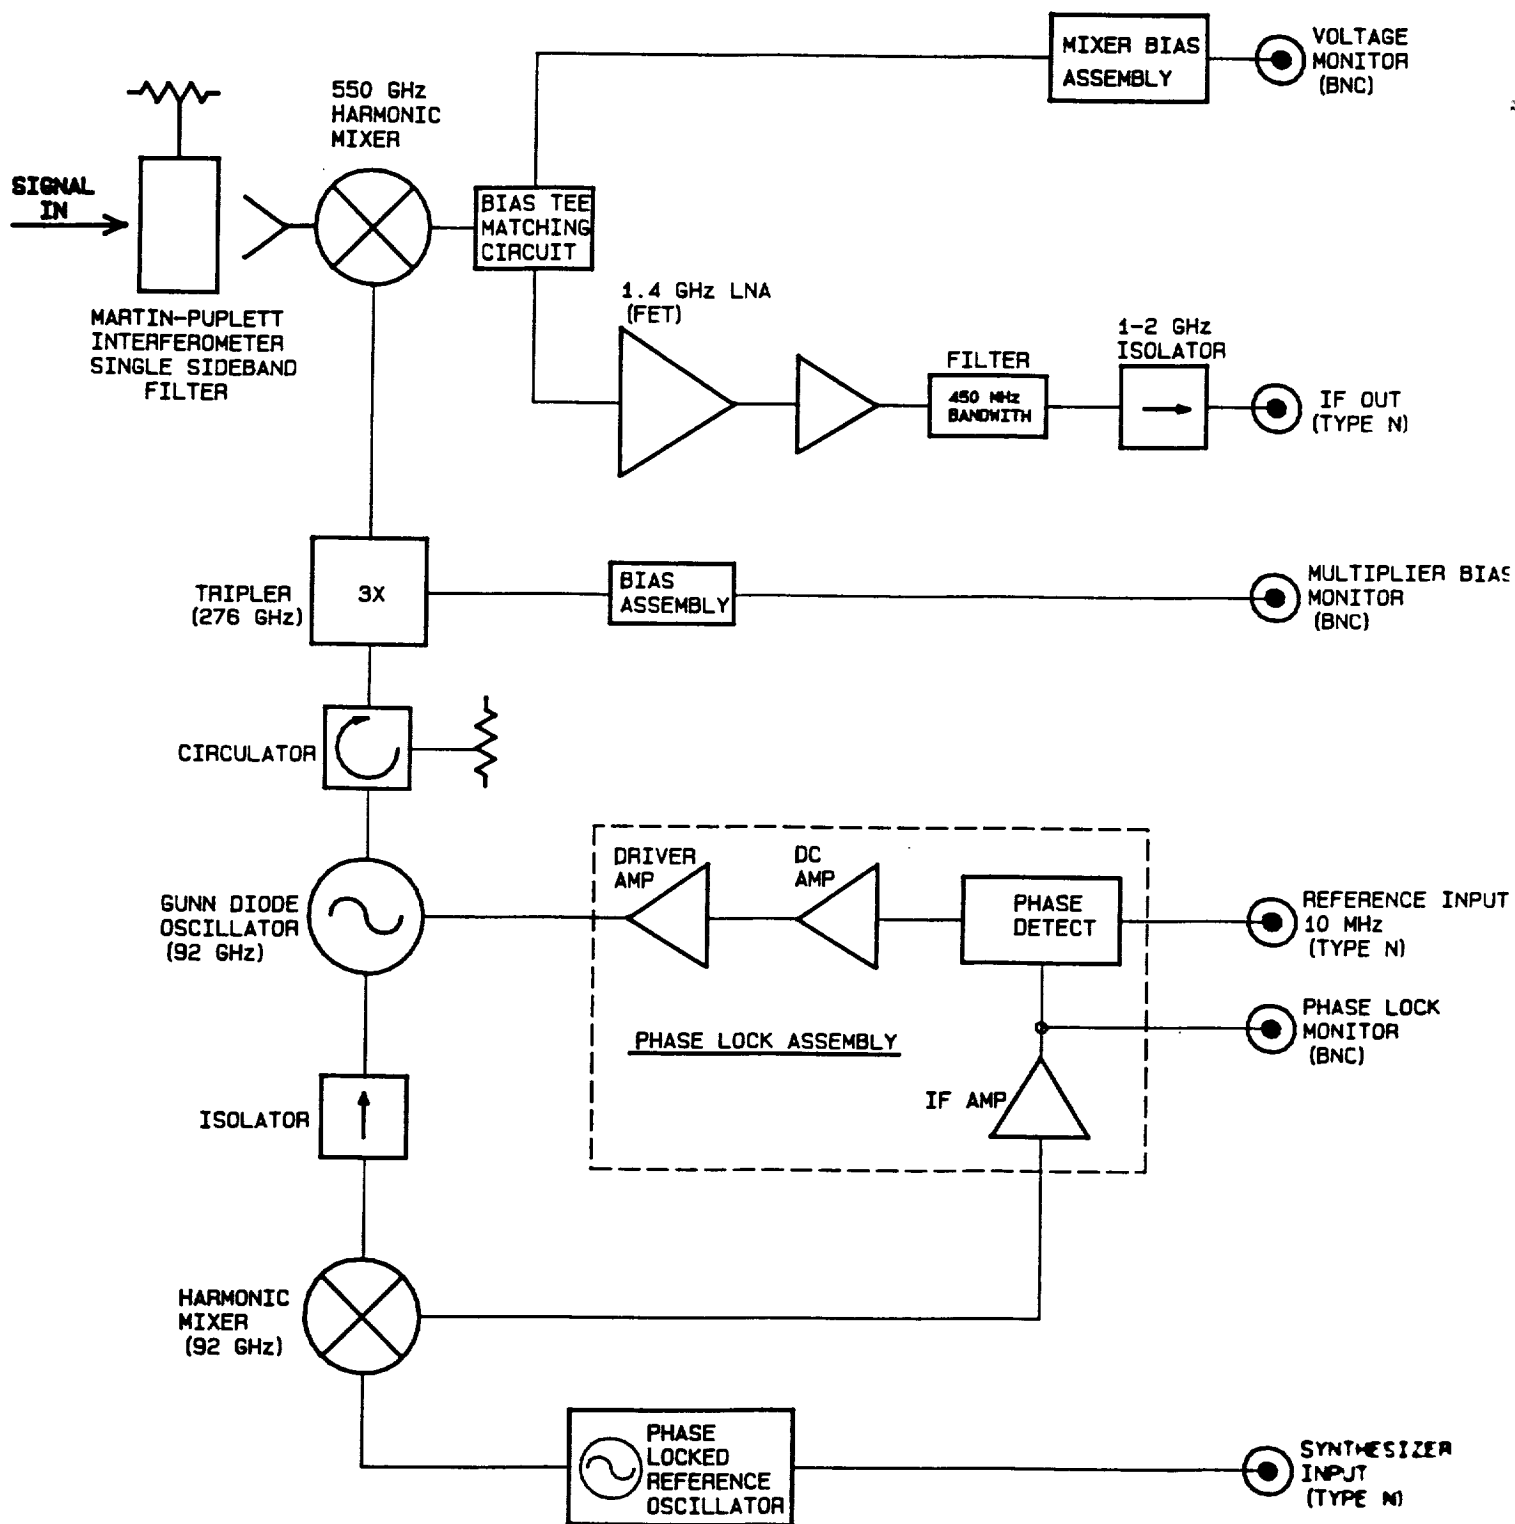 MIXER BIAS
ASSEMBLY
VOLTAGE
MONITOR
(BNC)
550 GHz
HARMONIC
MIXER
SIGNAL
IN
BIAS TEE
MATCHING
CIRCUIT
MARTIN-PUPLETT
INTERFEROMETER
SINGLE SIDEBAND
FILTER
1.4 GHz LNA
(FET)
FILTER
450 MHz
BANDWITH
1-2 GHz
ISOLATOR
IF OUT
(TYPE N)
TRIPLER
(276 GHz)
3X
BIAS
ASSEMBLY
MULTIPLIER BIAS
MONITOR
(BNC)
CIRCULATOR
GUNN DIODE
OSCILLATOR
(92 GHz)
DRIVER
AMP
DC
AMP
PHASE
DETECT
REFERENCE INPUT
10 MHz
(TYPE N)
PHASE LOCK ASSEMBLY
PHASE LOCK
MONITOR
(BNC)
IF AMP
ISOLATOR
HARMONIC
MIXER
(92 GHz)
PHASE
LOCKED
REFERENCE
OSCILLATOR
SYNTHESIZER
INPUT
(TYPE N)